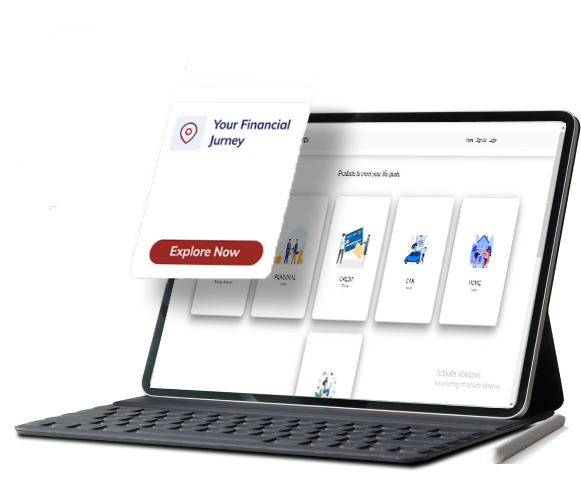 Your Financial
Jurney
Explore Now
Home Sign Up Login
Products to meet your life goals
PERSONAL
CREDIT
CAR
HOME
Activate Windows
Go to Settings to activate Windows.